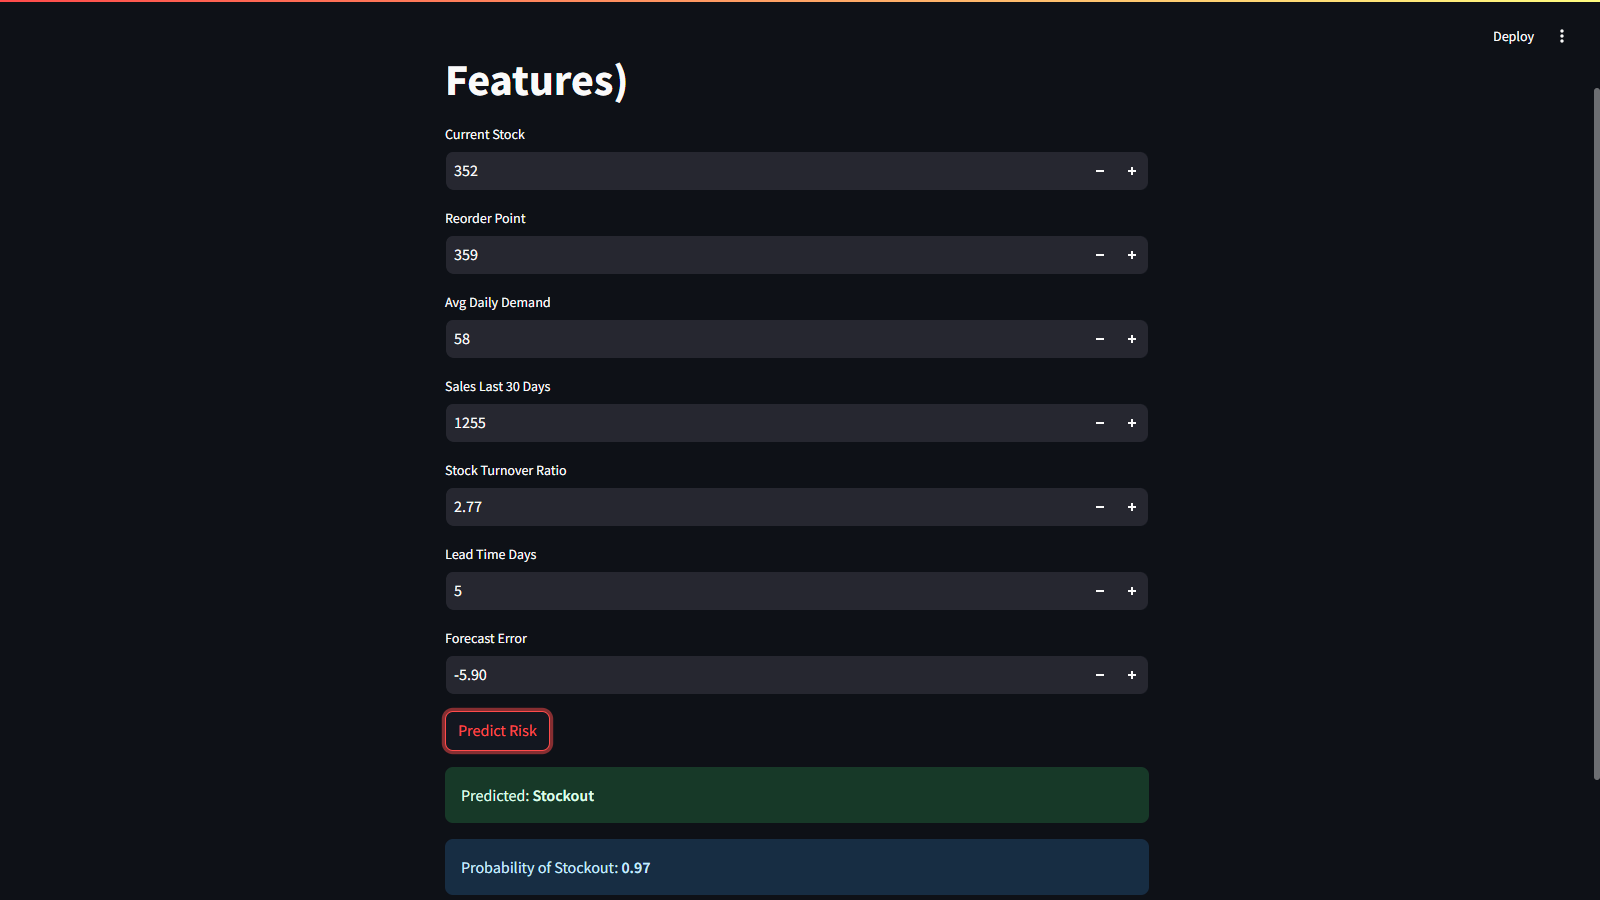 Deploy
Features)
Current Stock
352
Reorder Point
359
Avg Daily Demand
58
Sales Last 30 Days
1255
Stock Turnover Ratio
2.77
Lead Time Days
5
Forecast Error
-5.90
Predict Risk
Predicted: Stockout
Probability of Stockout: 0.97